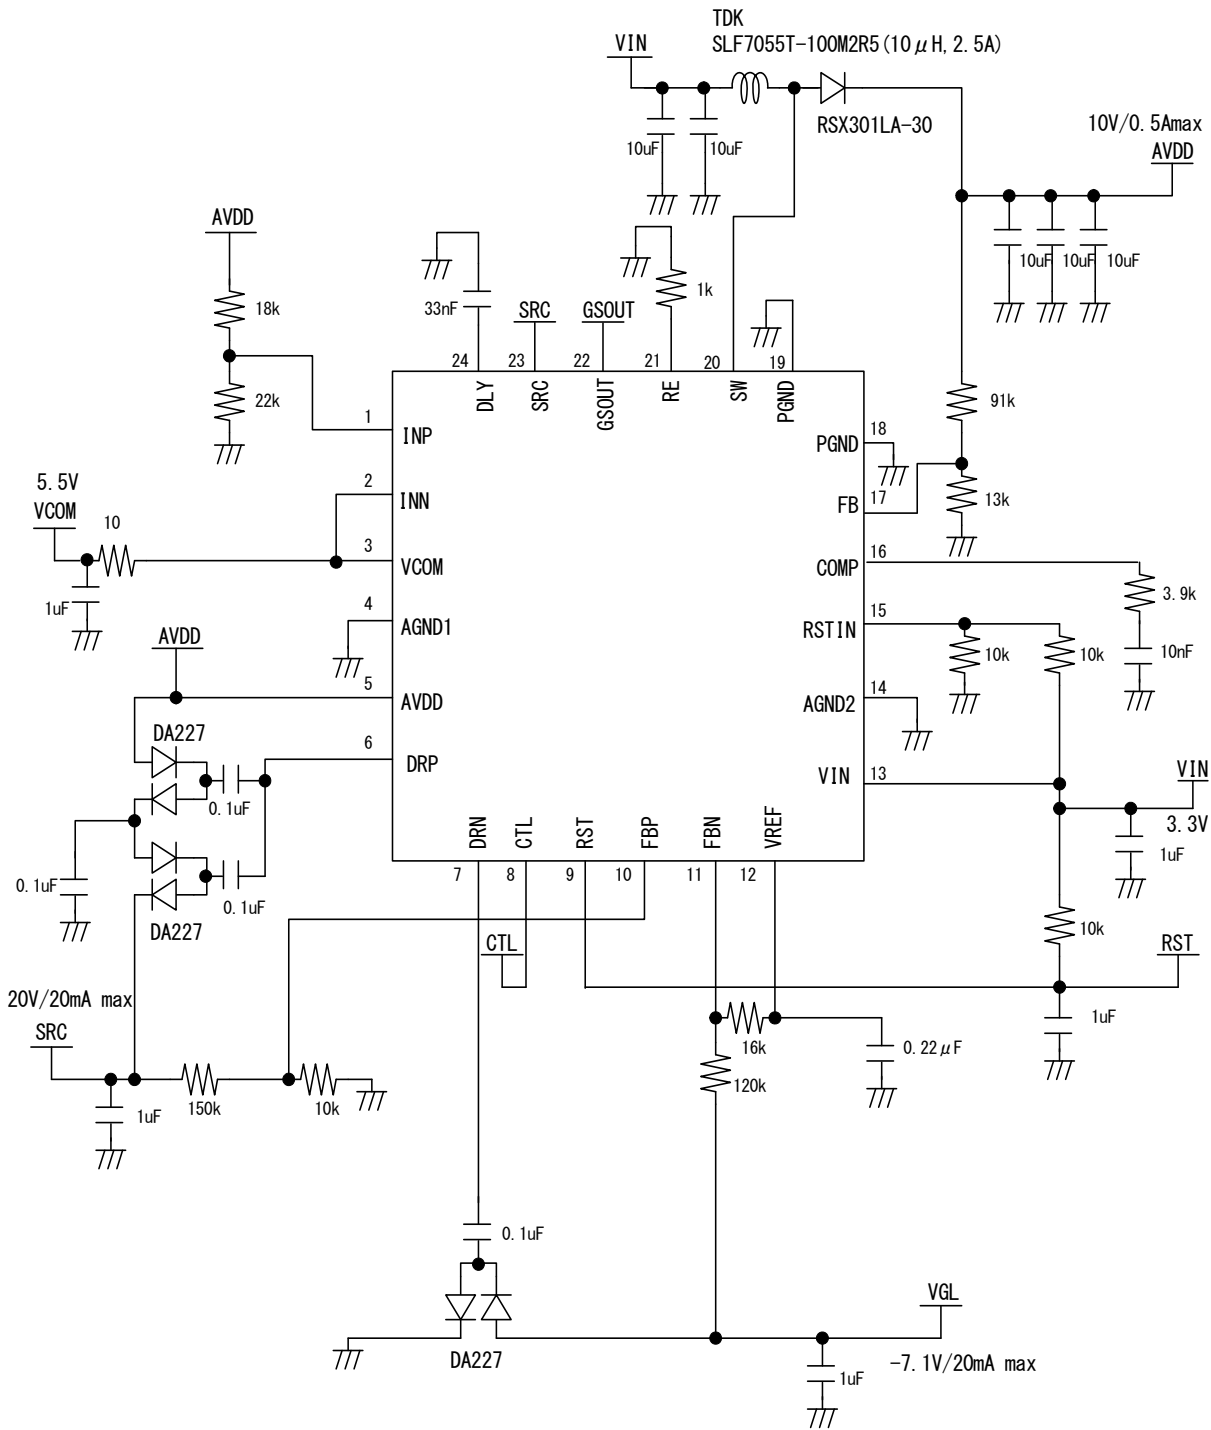 TDK
SLF7055T-100M2R5(10μH, 2.5A)
VIN
RSX301LA-30
10uF
10uF
10V/0.5Amax
AVDD
10uF
10uF
10uF
AVDD
18k
22k
33nF
SRC
GSOUT
1k
24
23
22
21
20
19
DLY
SRC
GSOUT
RE
SW
PGND
91k
13k
1
INP
2
INN
3
VCOM
4
AGND1
5
AVDD
6
DRP
18
PGND
17
FB
16
COMP
15
RSTIN
14
AGND2
13
VIN
5.5V
VCOM
10
1uF
AVDD
DA227
0.1uF
0.1uF
0.1uF
DA227
3.9k
10nF
10k
10k
VIN
3.3V
1uF
10k
RST
1uF
DRN
CTL
RST
FBP
FBN
VREF
7
8
9
10
11
12
CTL
20V/20mA max
SRC
1uF
150k
10k
16k
120k
0.22μF
0.1uF
DA227
VGL
-7.1V/20mA max
1uF